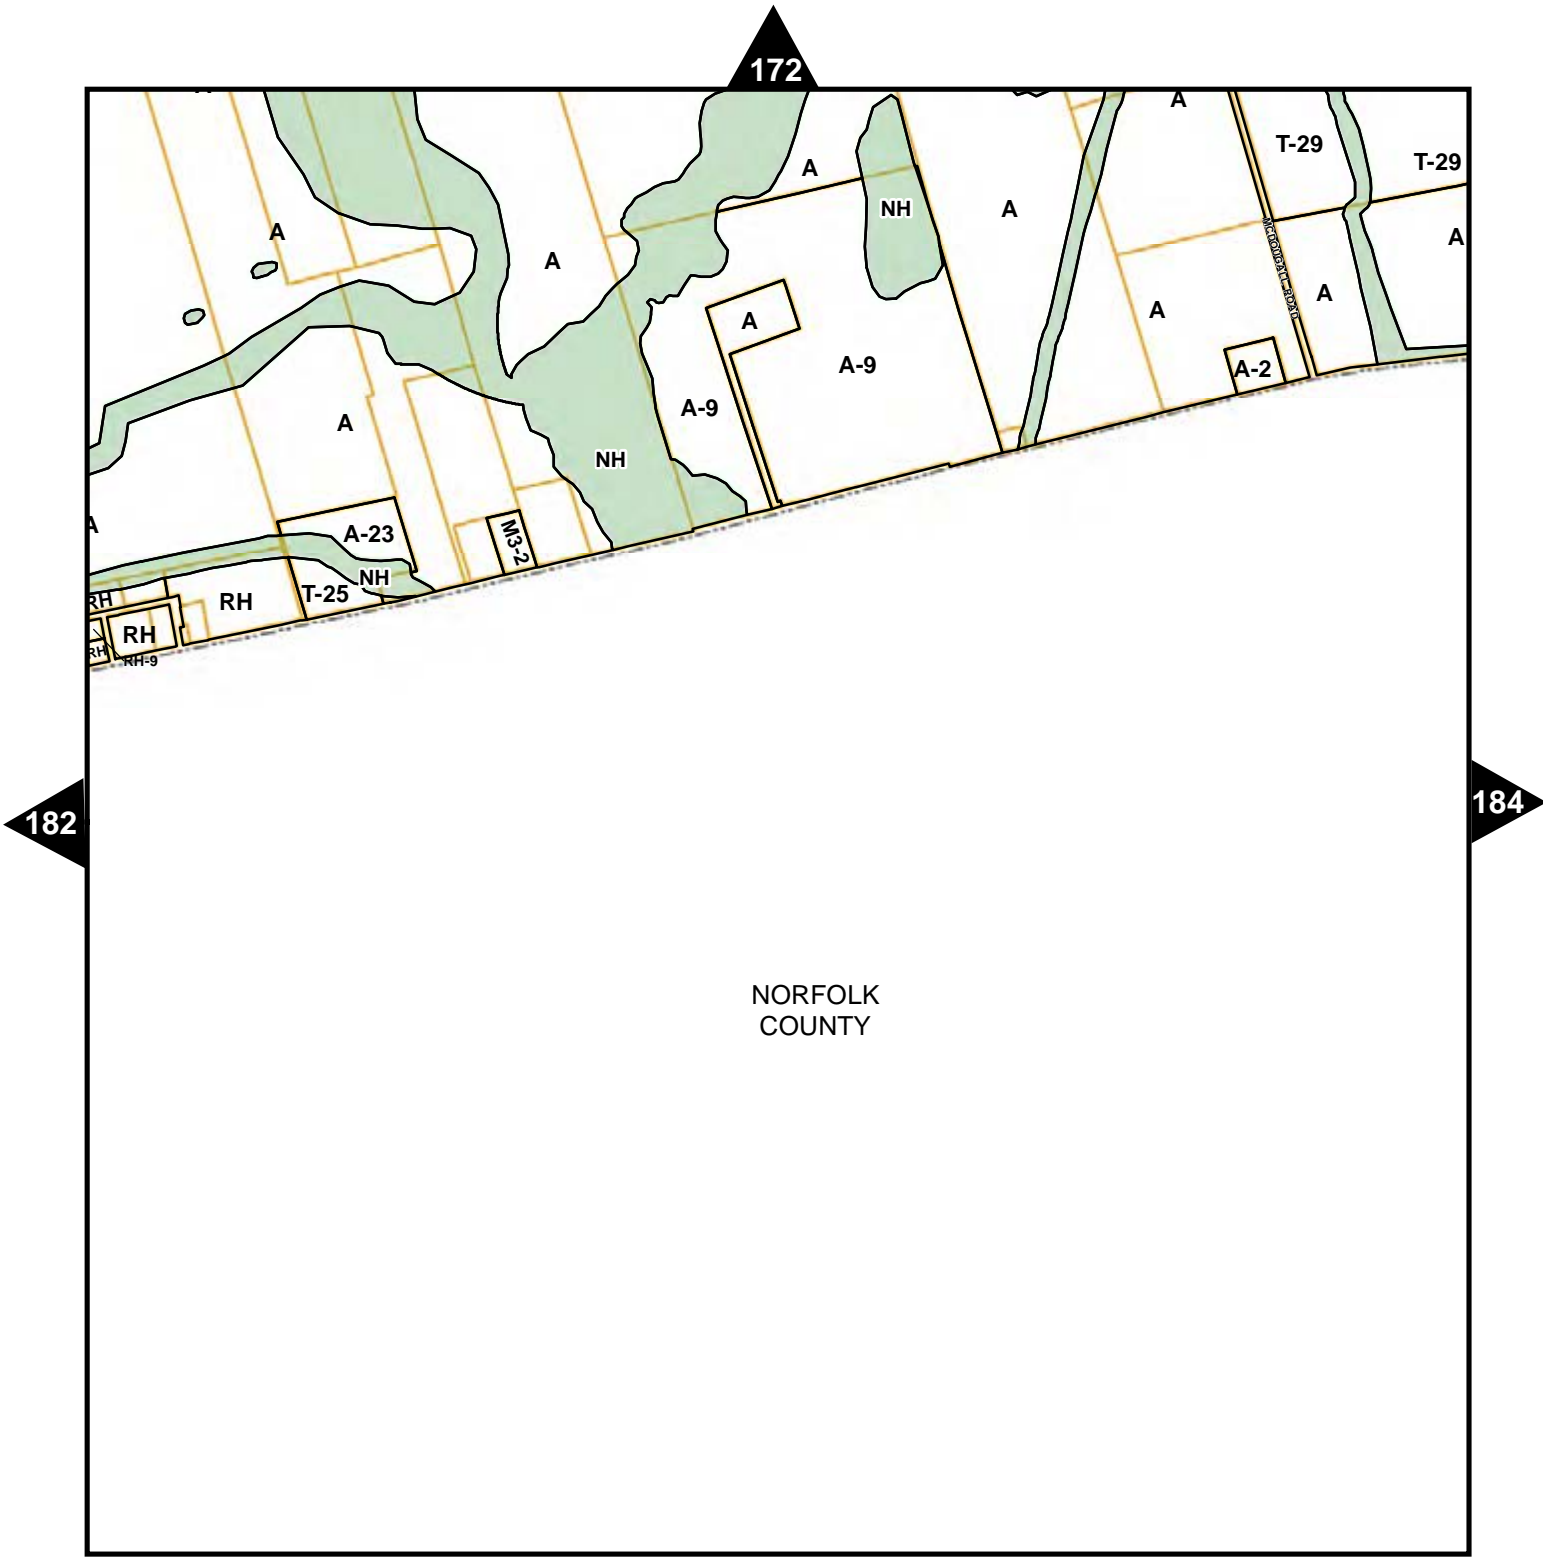 172
A
T-29
T-29
A
NH
A
A
A
A
A
MCDOUGALL ROAD
A
A
A-9
A-2
A-9
A
NH
A
A-23
M3-2
NH
T-25
RH
RH
RH
RH
RH-9
182
184
NORFOLK
COUNTY